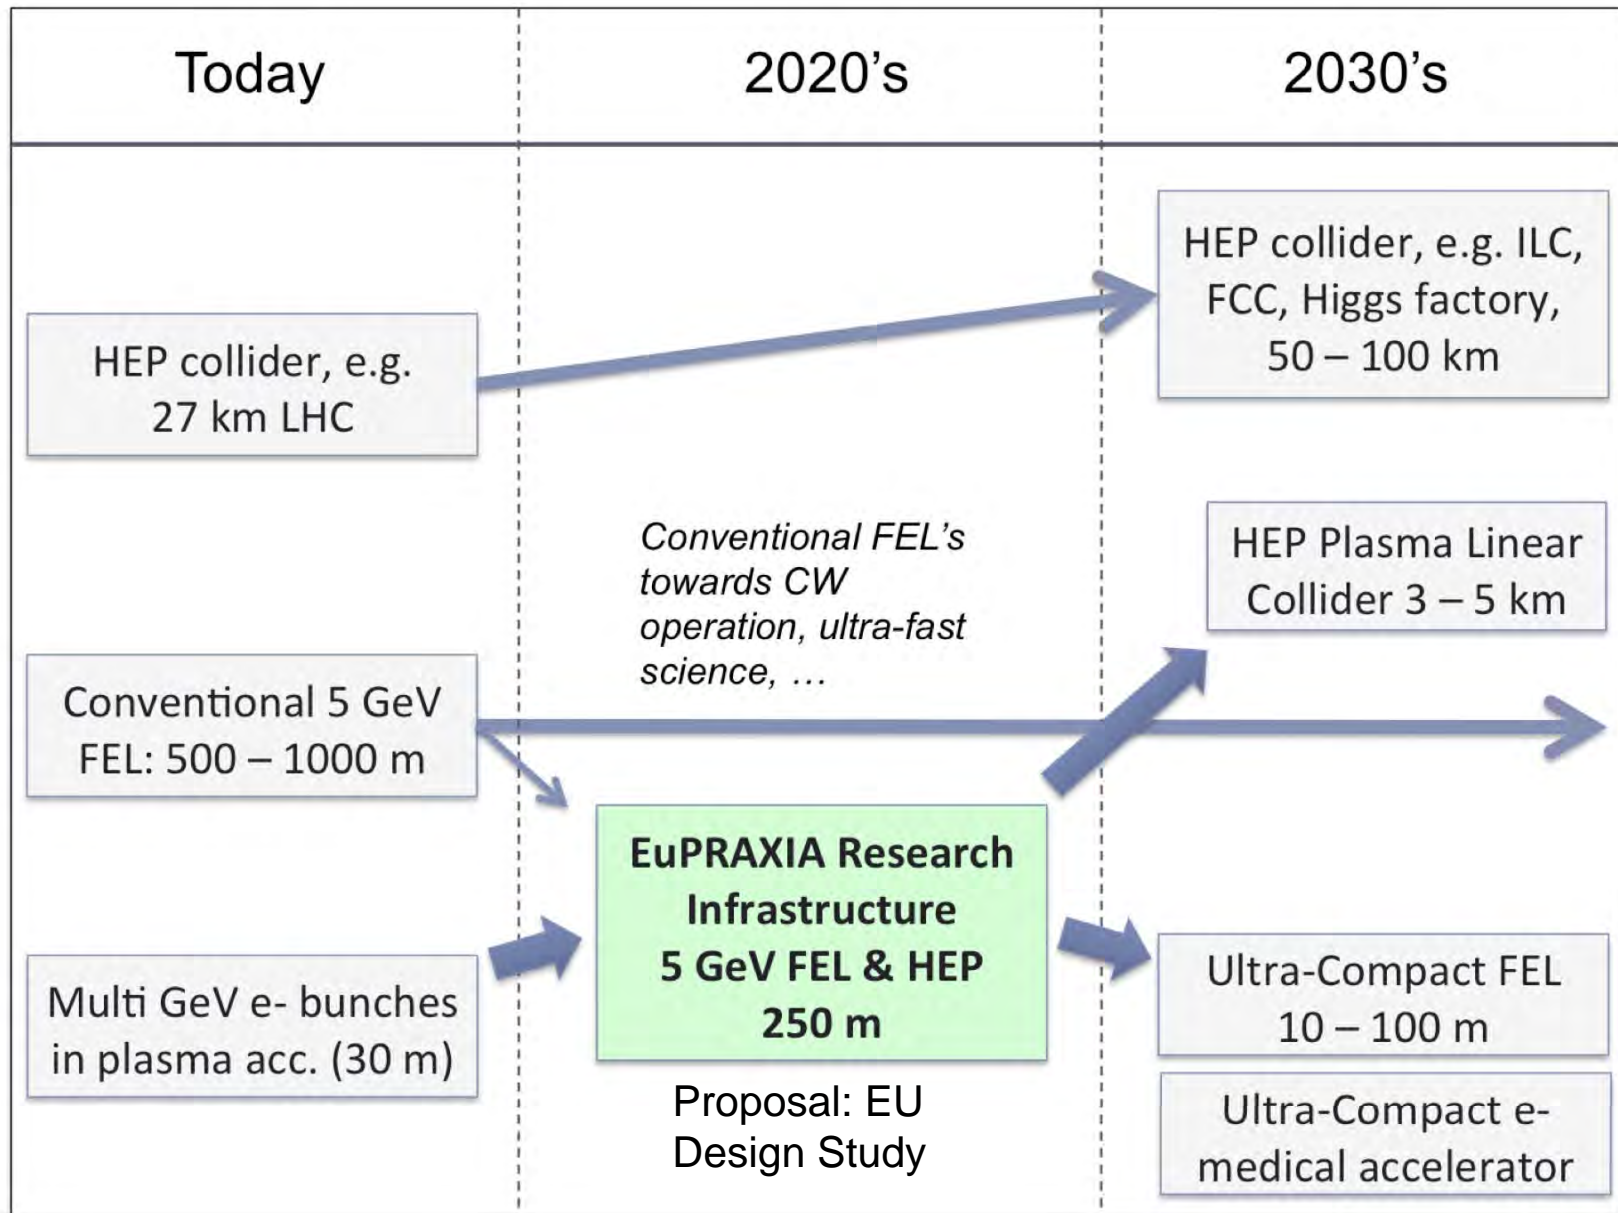 Today
2020’s
2030’s
HEP collider, e.g. ILC,
FCC, Higgs factory,
50 – 100 km
HEP collider, e.g.
27 km LHC
Conventional FEL’s
towards CW
operation, ultra-fast
science, …
HEP Plasma Linear
Collider 3 – 5 km
Conventional 5 GeV
FEL: 500 – 1000 m
EuPRAXIA Research
Infrastructure
5 GeV FEL & HEP
250 m
Multi GeV e- bunches
in plasma acc. (30 m)
Ultra-Compact FEL
10 – 100 m
Proposal: EU
Design Study
Ultra-Compact e-
medical accelerator